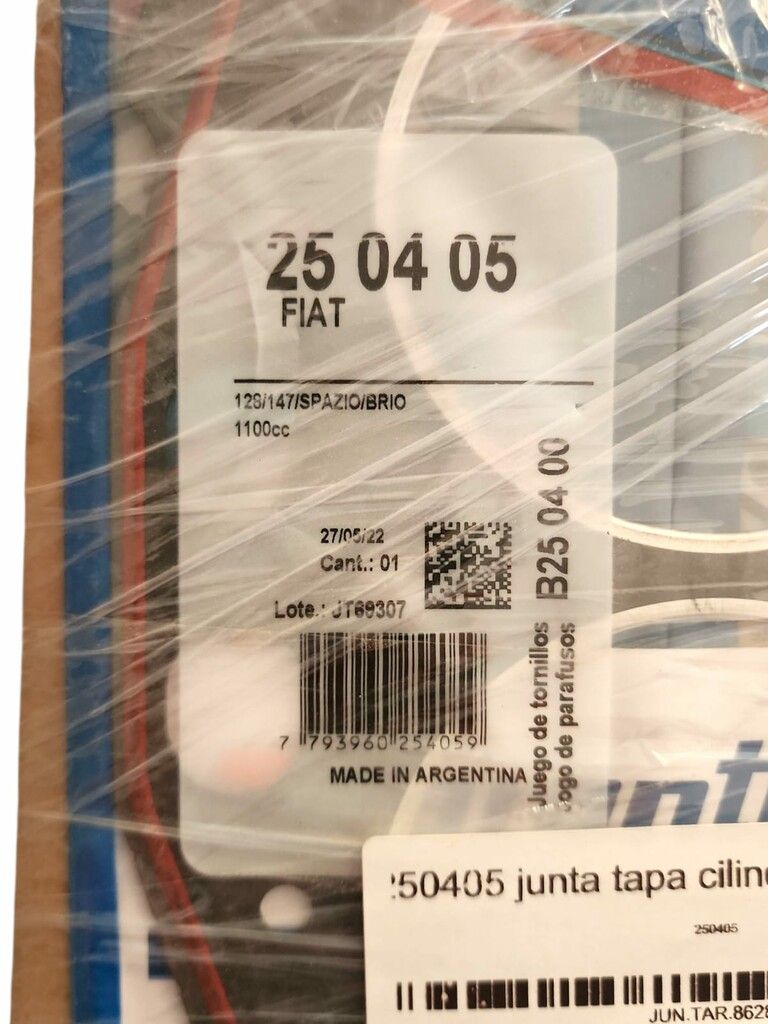 25 04 05
FIAT
128/147/SPAZIO/BRIO
1100cc
27/05/22
Cant.: 01
Lote.: JT69307
7 793960 254059
MADE IN ARGENTINA
Juego de tornillos
Jogo de parafusos
B25 04 00
250405 junta tapa cilin
250405
JUN.TAR.8628